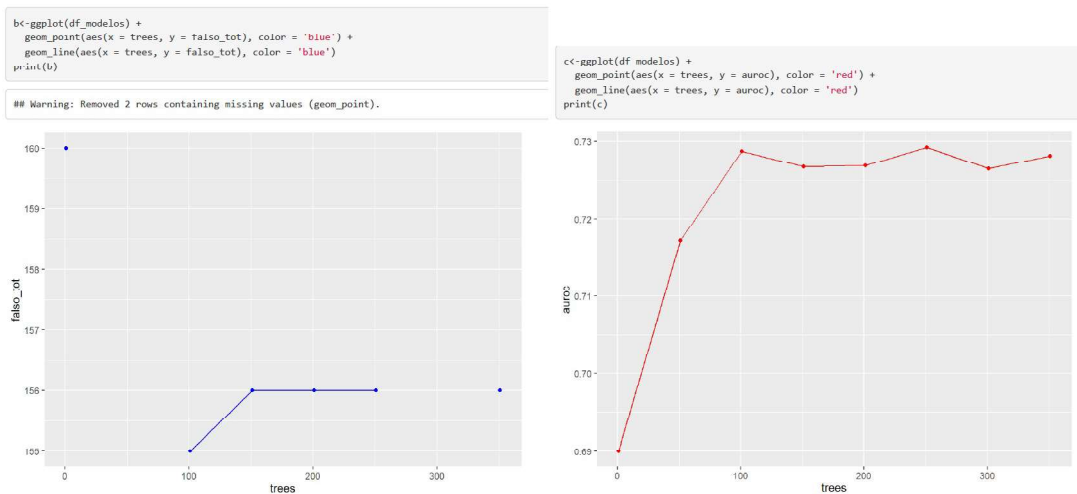 b<-ggplot(df_modelos) +
geom_point(aes(x = trees, y = falso_tot), color = 'blue') +
geom_line(aes(x = trees, y = falso_tot), color = 'blue')
print(b)
## Warning: Removed 2 rows containing missing values (geom_point).
160
159
158
157
156
155
falso_tot
0
100
200
300
trees
c<-ggplot(df modelos) +
geom_point(aes(x = trees, y = auroc), color = 'red') +
geom_line(aes(x = trees, y = auroc), color = 'red')
print(c)
0.73
0.72
0.71
0.70
0.69
auroc
0
100
200
300
trees